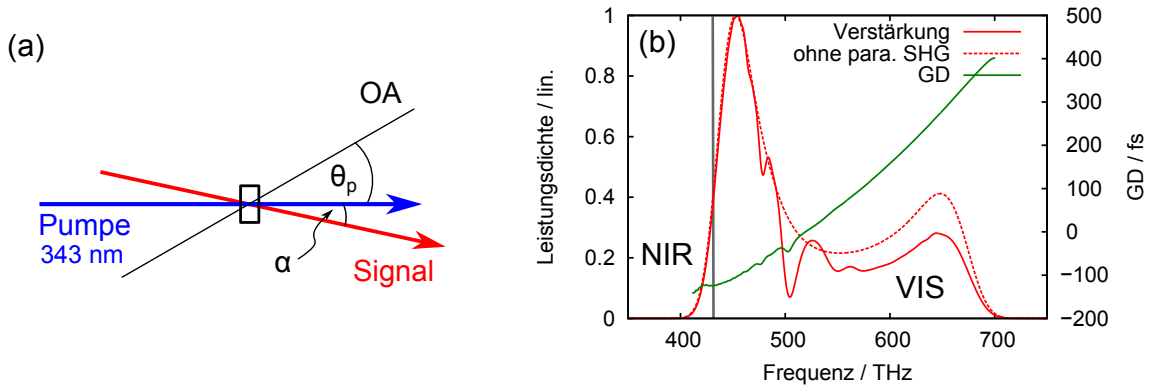 (a)
OA
θp
Pumpe
343 nm
α
Signal
(b)
Verstärkung
ohne para. SHG
GD
NIR
VIS
Leistungsdichte / lin.
1
0.8
0.6
0.4
0.2
0
400
500
600
700
Frequenz / THz
500
400
300
200
100
0
−100
−200
GD / fs